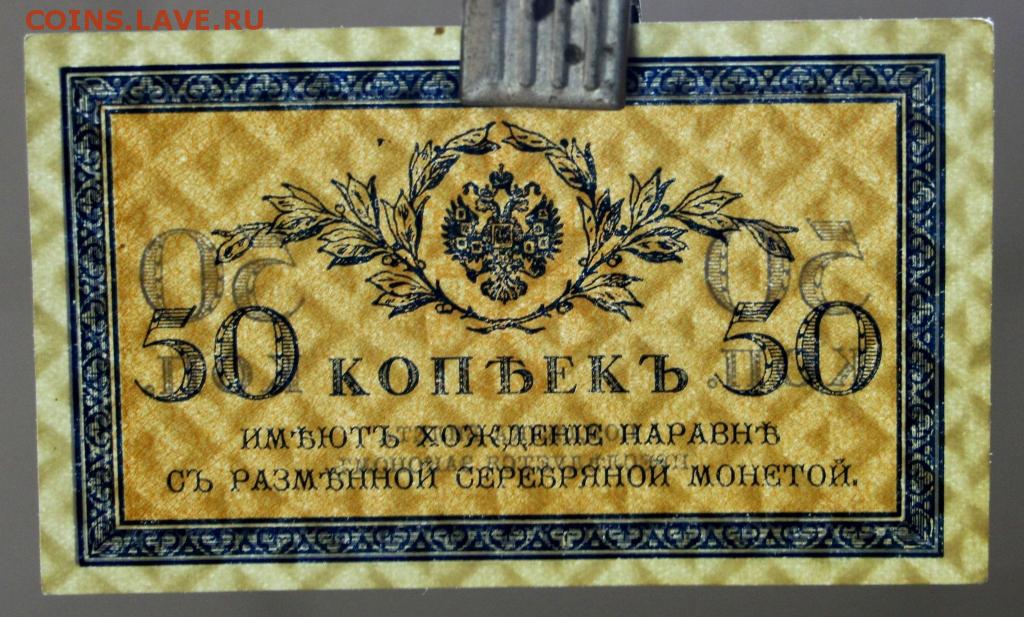 COINS.LAVE.RU
50 КОПѢЕКЪ 50
ИМѢЮТЪ ХОЖДЕНІЕ НАРАВНѢ
СЪ РАЗМѢННОЙ СЕРЕБРЯНОЙ МОНЕТОЙ.